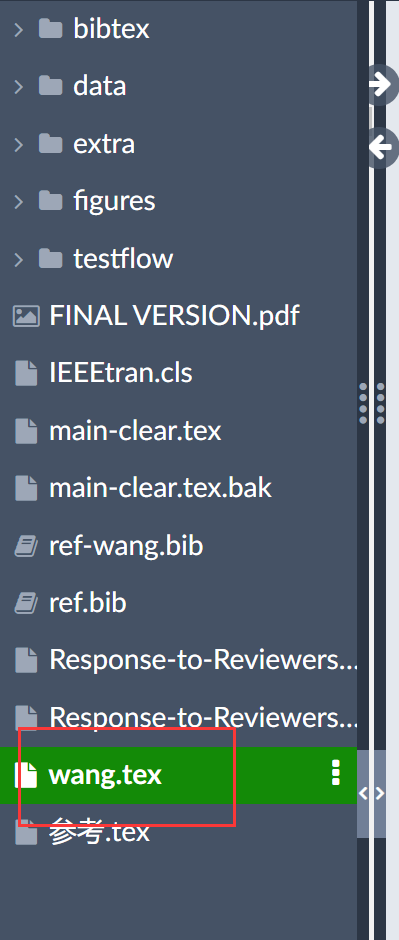 bibtex
data
extra
figures
testflow
FINAL VERSION.pdf
IEEEtran.cls
main-clear.tex
main-clear.tex.bak
ref-wang.bib
ref.bib
Response-to-Reviewers...
Response-to-Reviewers...
wang.tex
参考.tex